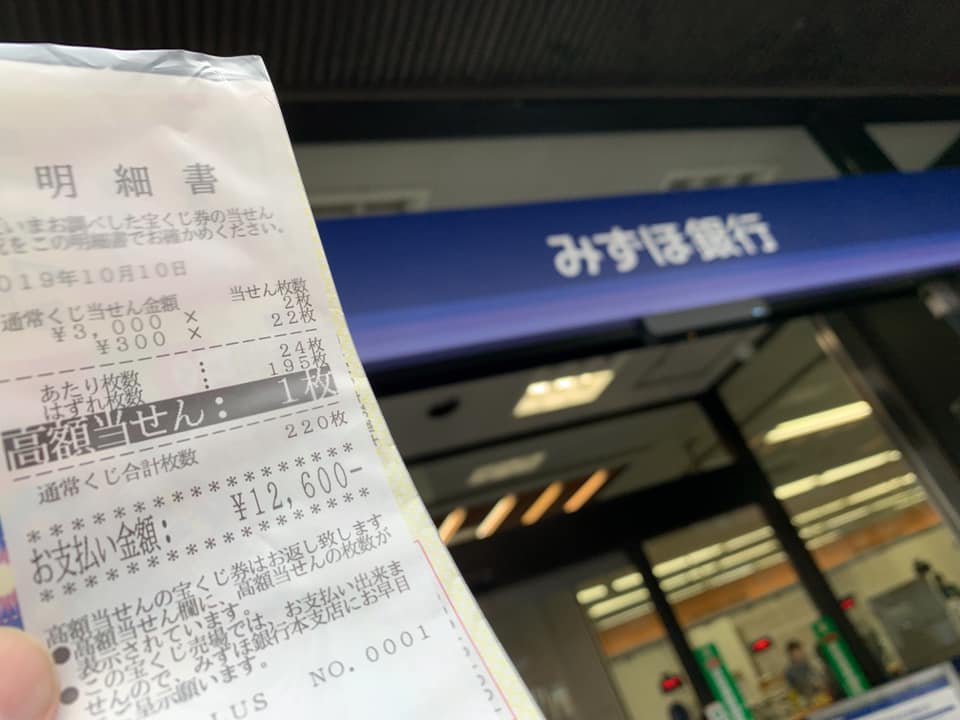 みずほ銀行
明細書
いまお調べした宝くじ券の当せん
をこの明細書でお確かめください。
019年10月10日
通常くじ当せん金額 当せん枚数
¥3,000 × 2枚
¥300 × 22枚
あたり枚数 : 24枚
はずれ枚数 : 195枚
高額当せん: 1枚
通常くじ合計枚数 220枚
******************
お支払い金額: ¥12,600-
******************
高額当せんの宝くじ券はお返し致します
●高額当せん欄に、高額当せんの枚数が
表示されています。
●この宝くじ売場では、お支払い出来ま
せんので、みずほ銀行本支店にお早目
ご呈示願います。
LUS NO.0001